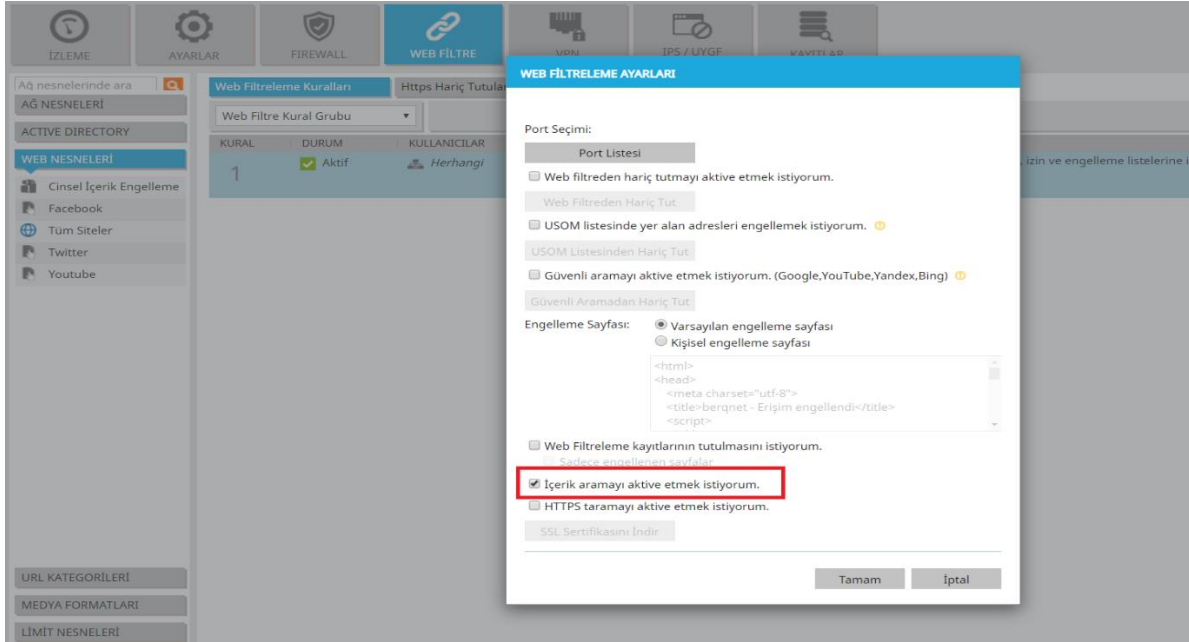 İZLEME
AYARLAR
FIREWALL
WEB FİLTRE
VPN
IPS / UYGF
KAYITLAR
Ağ nesnelerinde ara
AĞ NESNELERİ
ACTIVE DIRECTORY
WEB NESNELERİ
Cinsel İçerik Engelleme
Facebook
Tüm Siteler
Twitter
Youtube
URL KATEGORİLERİ
MEDYA FORMATLARI
LİMİT NESNELERİ
Web Filtreleme Kuralları
Https Hariç Tutulan
Web Filtre Kural Grubu
KURAL DURUM KULLANICILAR
1 Aktif Herhangi
, izin ve engelleme listelerine i
WEB FİLTRELEME AYARLARI
Port Seçimi:
Port Listesi
Web filtreden hariç tutmayı aktive etmek istiyorum.
Web Filtreden Hariç Tut
USOM listesinde yer alan adresleri engellemek istiyorum.
USOM Listesinden Hariç Tut
Güvenli aramayı aktive etmek istiyorum. (Google,YouTube,Yandex,Bing)
Güvenli Aramadan Hariç Tut
Engelleme Sayfası: Varsayılan engelleme sayfası
Kişisel engelleme sayfası
<html>
<head>
<meta charset="utf-8">
<title>berqnet - Erişim engellendi</title>
<script>
Web Filtreleme kayıtlarının tutulmasını istiyorum.
Sadece engellenen sayfalar
İçerik aramayı aktive etmek istiyorum.
HTTPS taramayı aktive etmek istiyorum.
SSL Sertifikasını İndir
Tamam
İptal